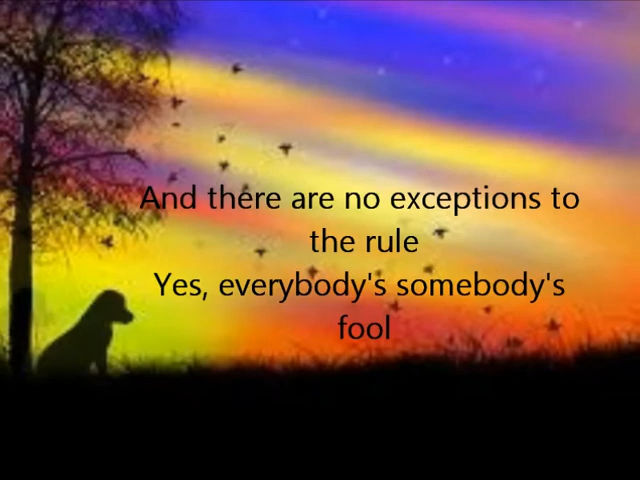 And there are no exceptions to
the rule
Yes, everybody's somebody's
fool